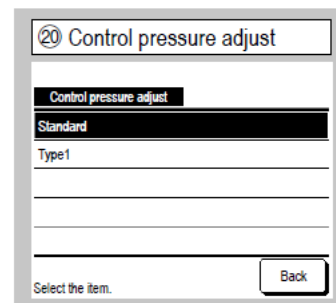 ⑳ Control pressure adjust
Control pressure adjust
Standard
Type1
Select the item.
Back